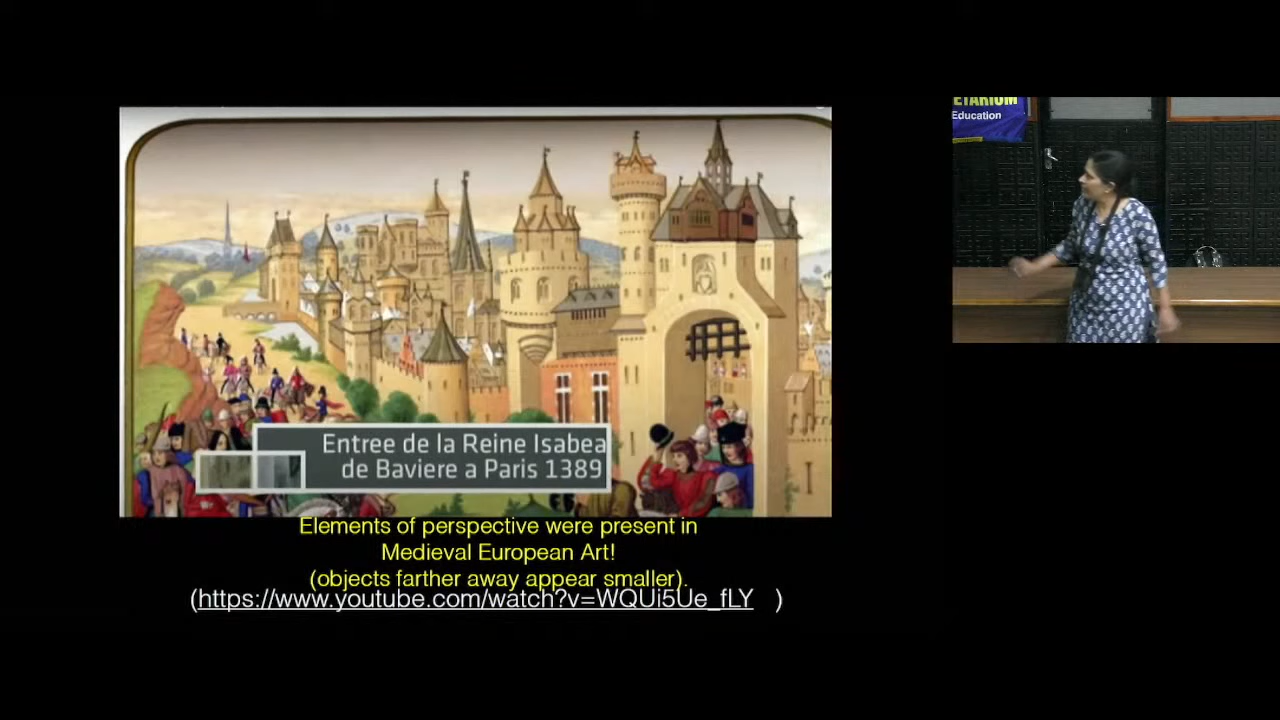 ETARIUM
Education
Entree de la Reine Isabea
de Baviere a Paris 1389
Elements of perspective were present in
Medieval European Art!
(objects farther away appear smaller).
(https://www.youtube.com/watch?v=WQUi5Ue_fLY )